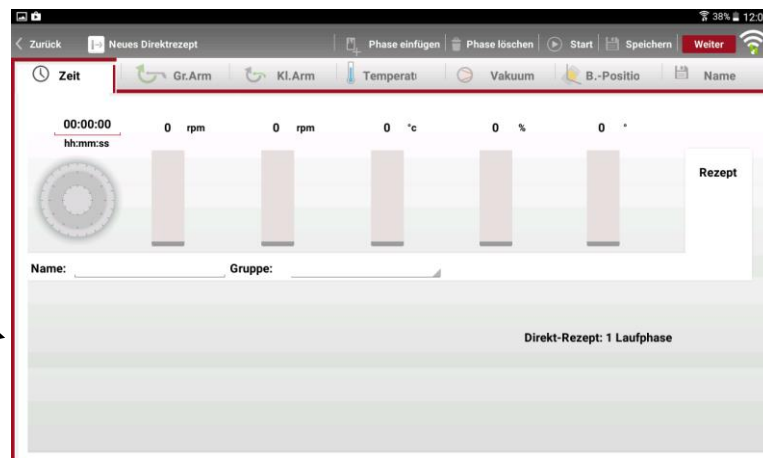 38% 12:0
Zurück Neues Direktrezept Phase einfügen Phase löschen Start Speichern Weiter
Zeit Gr.Arm Kl.Arm Temperatu Vakuum B.-Positio Name
00:00:00 0 rpm 0 rpm 0 °c 0 % 0 °
hh:mm:ss
Rezept
Name: Gruppe:
Direkt-Rezept: 1 Laufphase